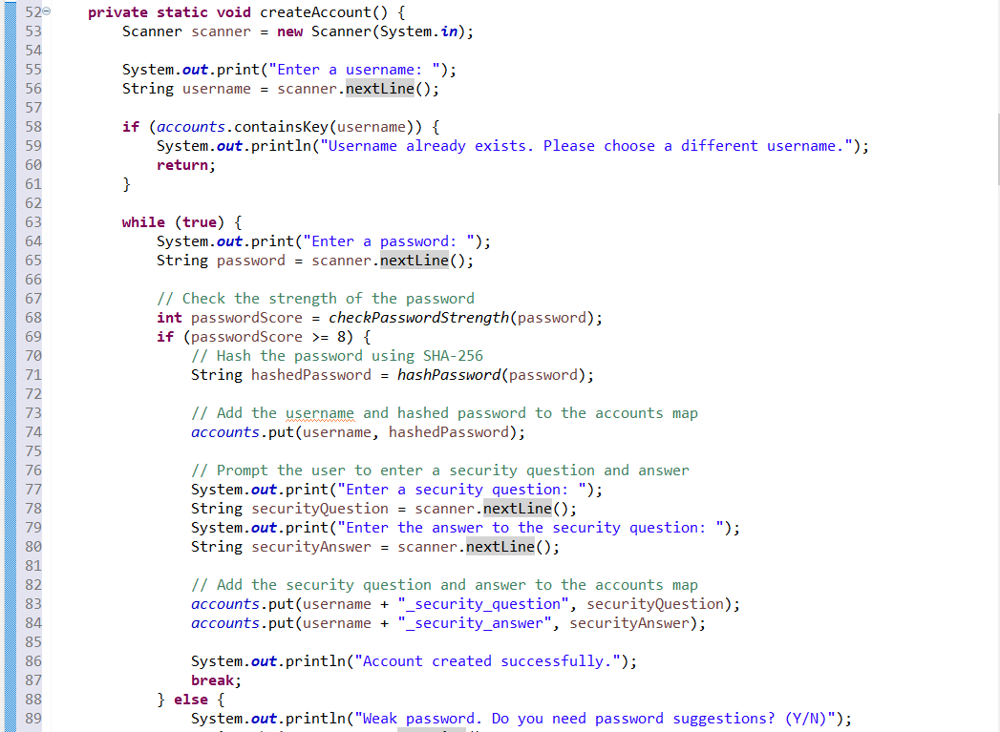 52 private static void createAccount() {
53 Scanner scanner = new Scanner(System.in);
54
55 System.out.print("Enter a username: ");
56 String username = scanner.nextLine();
57
58 if (accounts.containsKey(username)) {
59 System.out.println("Username already exists. Please choose a different username.");
60 return;
61 }
62
63 while (true) {
64 System.out.print("Enter a password: ");
65 String password = scanner.nextLine();
66
67 // Check the strength of the password
68 int passwordScore = checkPasswordStrength(password);
69 if (passwordScore >= 8) {
70 // Hash the password using SHA-256
71 String hashedPassword = hashPassword(password);
72
73 // Add the username and hashed password to the accounts map
74 accounts.put(username, hashedPassword);
75
76 // Prompt the user to enter a security question and answer
77 System.out.print("Enter a security question: ");
78 String securityQuestion = scanner.nextLine();
79 System.out.print("Enter the answer to the security question: ");
80 String securityAnswer = scanner.nextLine();
81
82 // Add the security question and answer to the accounts map
83 accounts.put(username + "_security_question", securityQuestion);
84 accounts.put(username + "_security_answer", securityAnswer);
85
86 System.out.println("Account created successfully.");
87 break;
88 } else {
89 System.out.println("Weak password. Do you need password suggestions? (Y/N)");